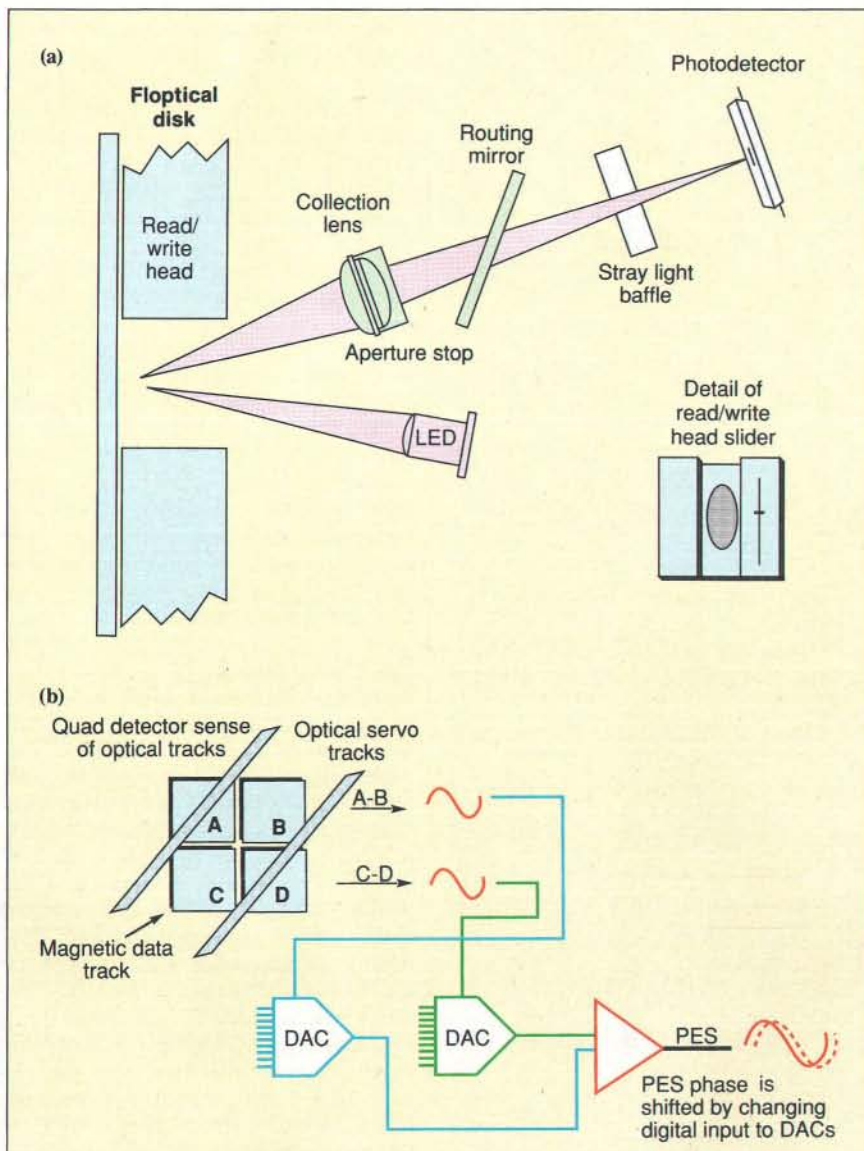 (a)
Photodetector
Floptical
disk
Routing
mirror
Read/
write
head
Collection
lens
Stray light
baffle
Aperture stop
LED
Detail of
read/write
head slider
(b)
Quad detector sense
of optical tracks
Optical servo
tracks
A
B
A-B
C
D
C-D
Magnetic data
track
DAC
DAC
PES
PES phase is
shifted by changing
digital input to DACs